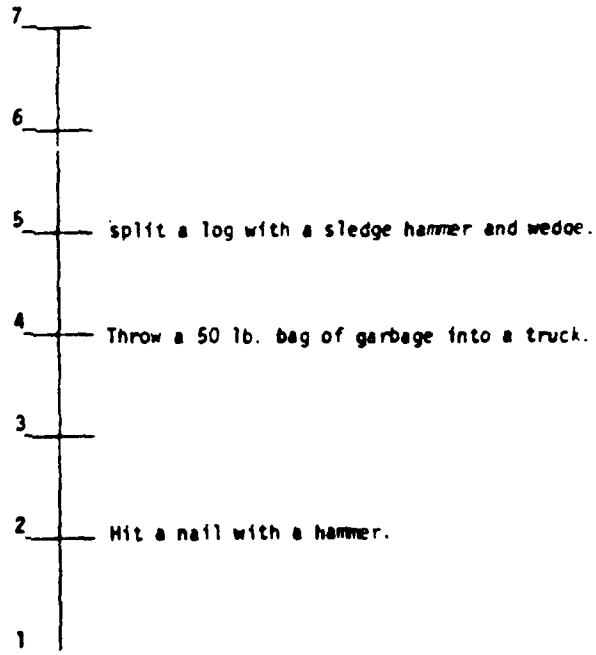 7
6
5 split a log with a sledge hammer and wedoe.
4 Throw a 50 lb. bag of garbage into a truck.
3
2 Hit a nail with a hammer.
1